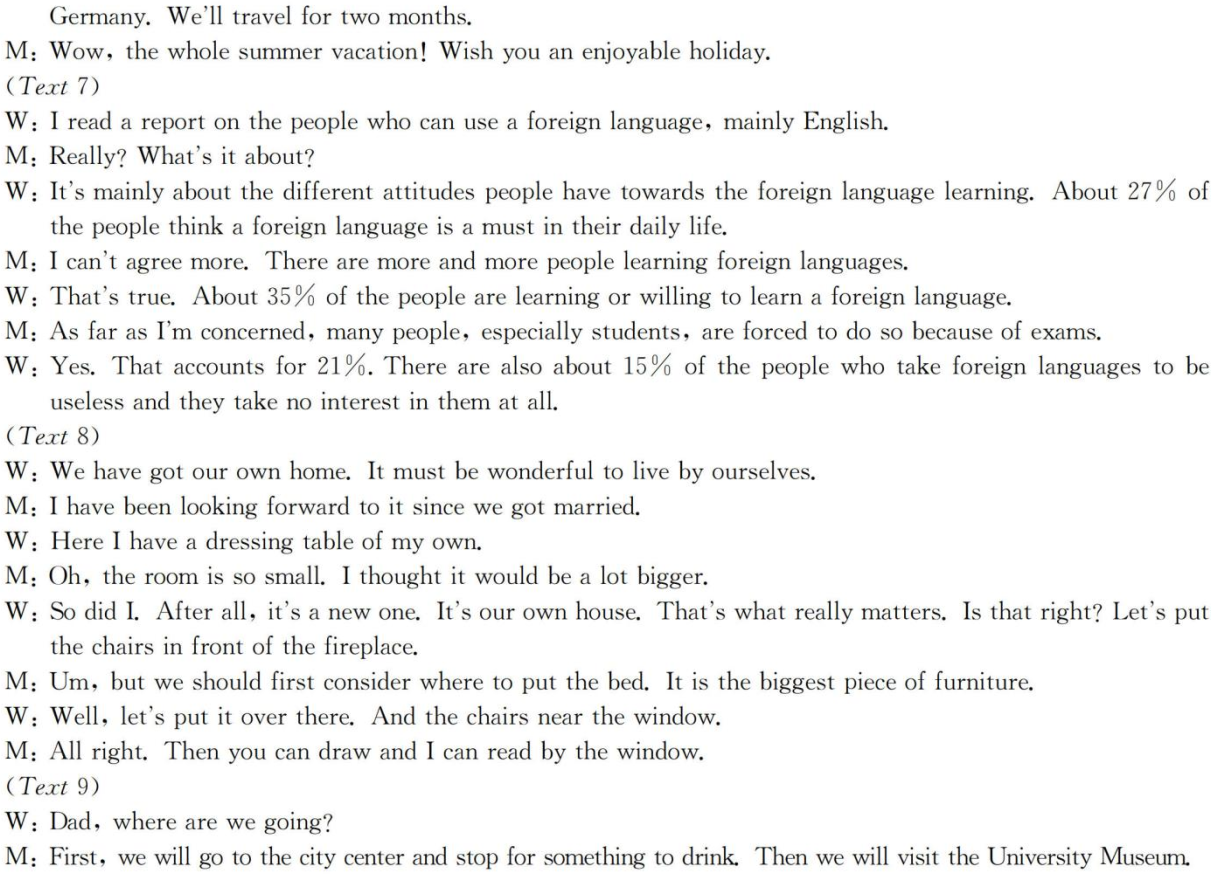 Germany. We'll travel for two months.
M: Wow, the whole summer vacation! Wish you an enjoyable holiday.
(Text 7)
W: I read a report on the people who can use a foreign language, mainly English.
M: Really? What's it about?
W: It's mainly about the different attitudes people have towards the foreign language learning. About 27% of
the people think a foreign language is a must in their daily life.
M: I can't agree more. There are more and more people learning foreign languages.
W: That's true. About 35% of the people are learning or willing to learn a foreign language.
M: As far as I'm concerned, many people, especially students, are forced to do so because of exams.
W: Yes. That accounts for 21%. There are also about 15% of the people who take foreign languages to be
useless and they take no interest in them at all.
(Text 8)
W: We have got our own home. It must be wonderful to live by ourselves.
M: I have been looking forward to it since we got married.
W: Here I have a dressing table of my own.
M: Oh, the room is so small. I thought it would be a lot bigger.
W: So did I. After all, it's a new one. It's our own house. That's what really matters. Is that right? Let's put
the chairs in front of the fireplace.
M: Um, but we should first consider where to put the bed. It is the biggest piece of furniture.
W: Well, let's put it over there. And the chairs near the window.
M: All right. Then you can draw and I can read by the window.
(Text 9)
W: Dad, where are we going?
M: First, we will go to the city center and stop for something to drink. Then we will visit the University Museum.